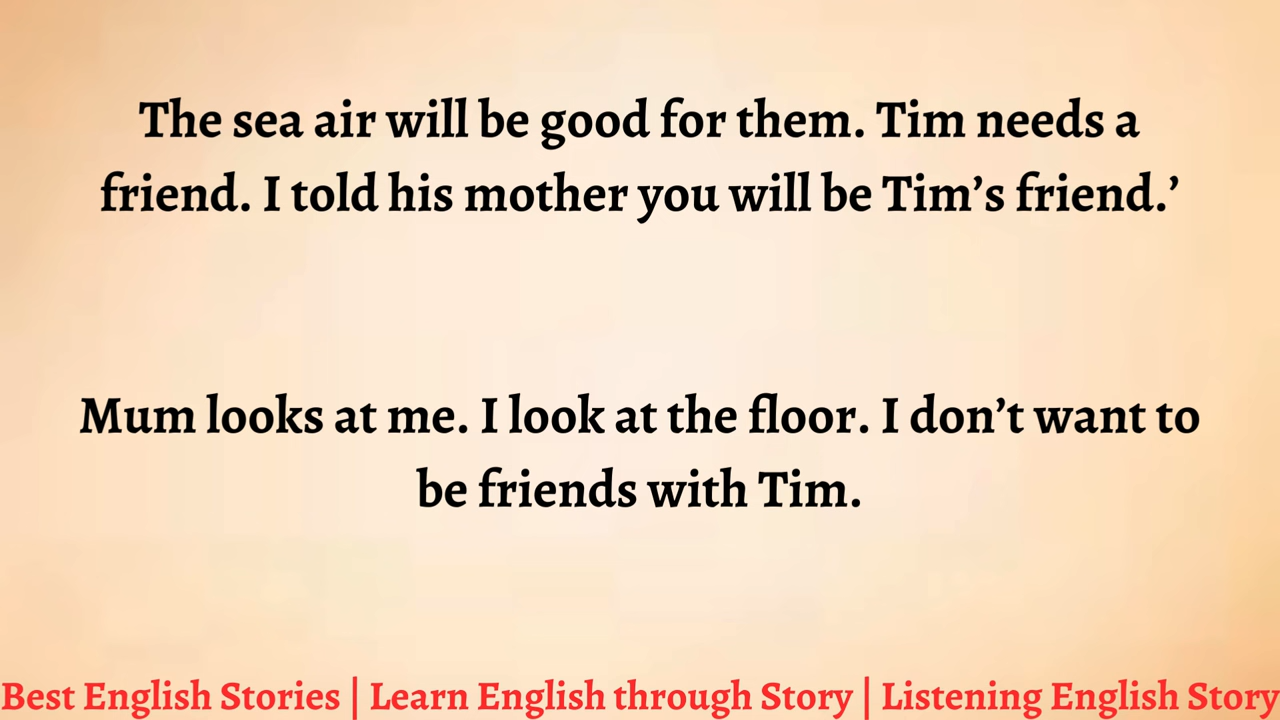 The sea air will be good for them. Tim needs a
friend. I told his mother you will be Tim’s friend.’
Mum looks at me. I look at the floor. I don’t want to
be friends with Tim.
Best English Stories | Learn English through Story | Listening English Story